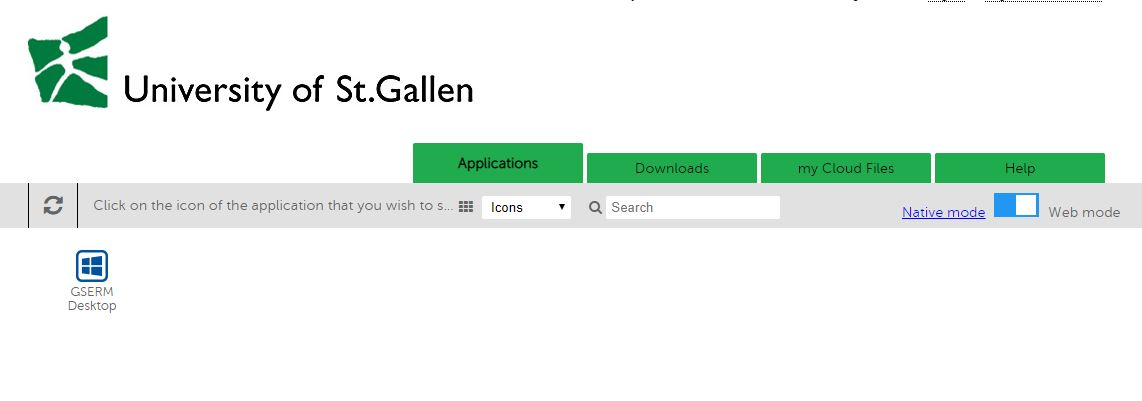 University of St.Gallen
Applications
Downloads
my Cloud Files
Help
Click on the icon of the application that you wish to s...
Icons
Search
Native mode
Web mode
GSERM
Desktop